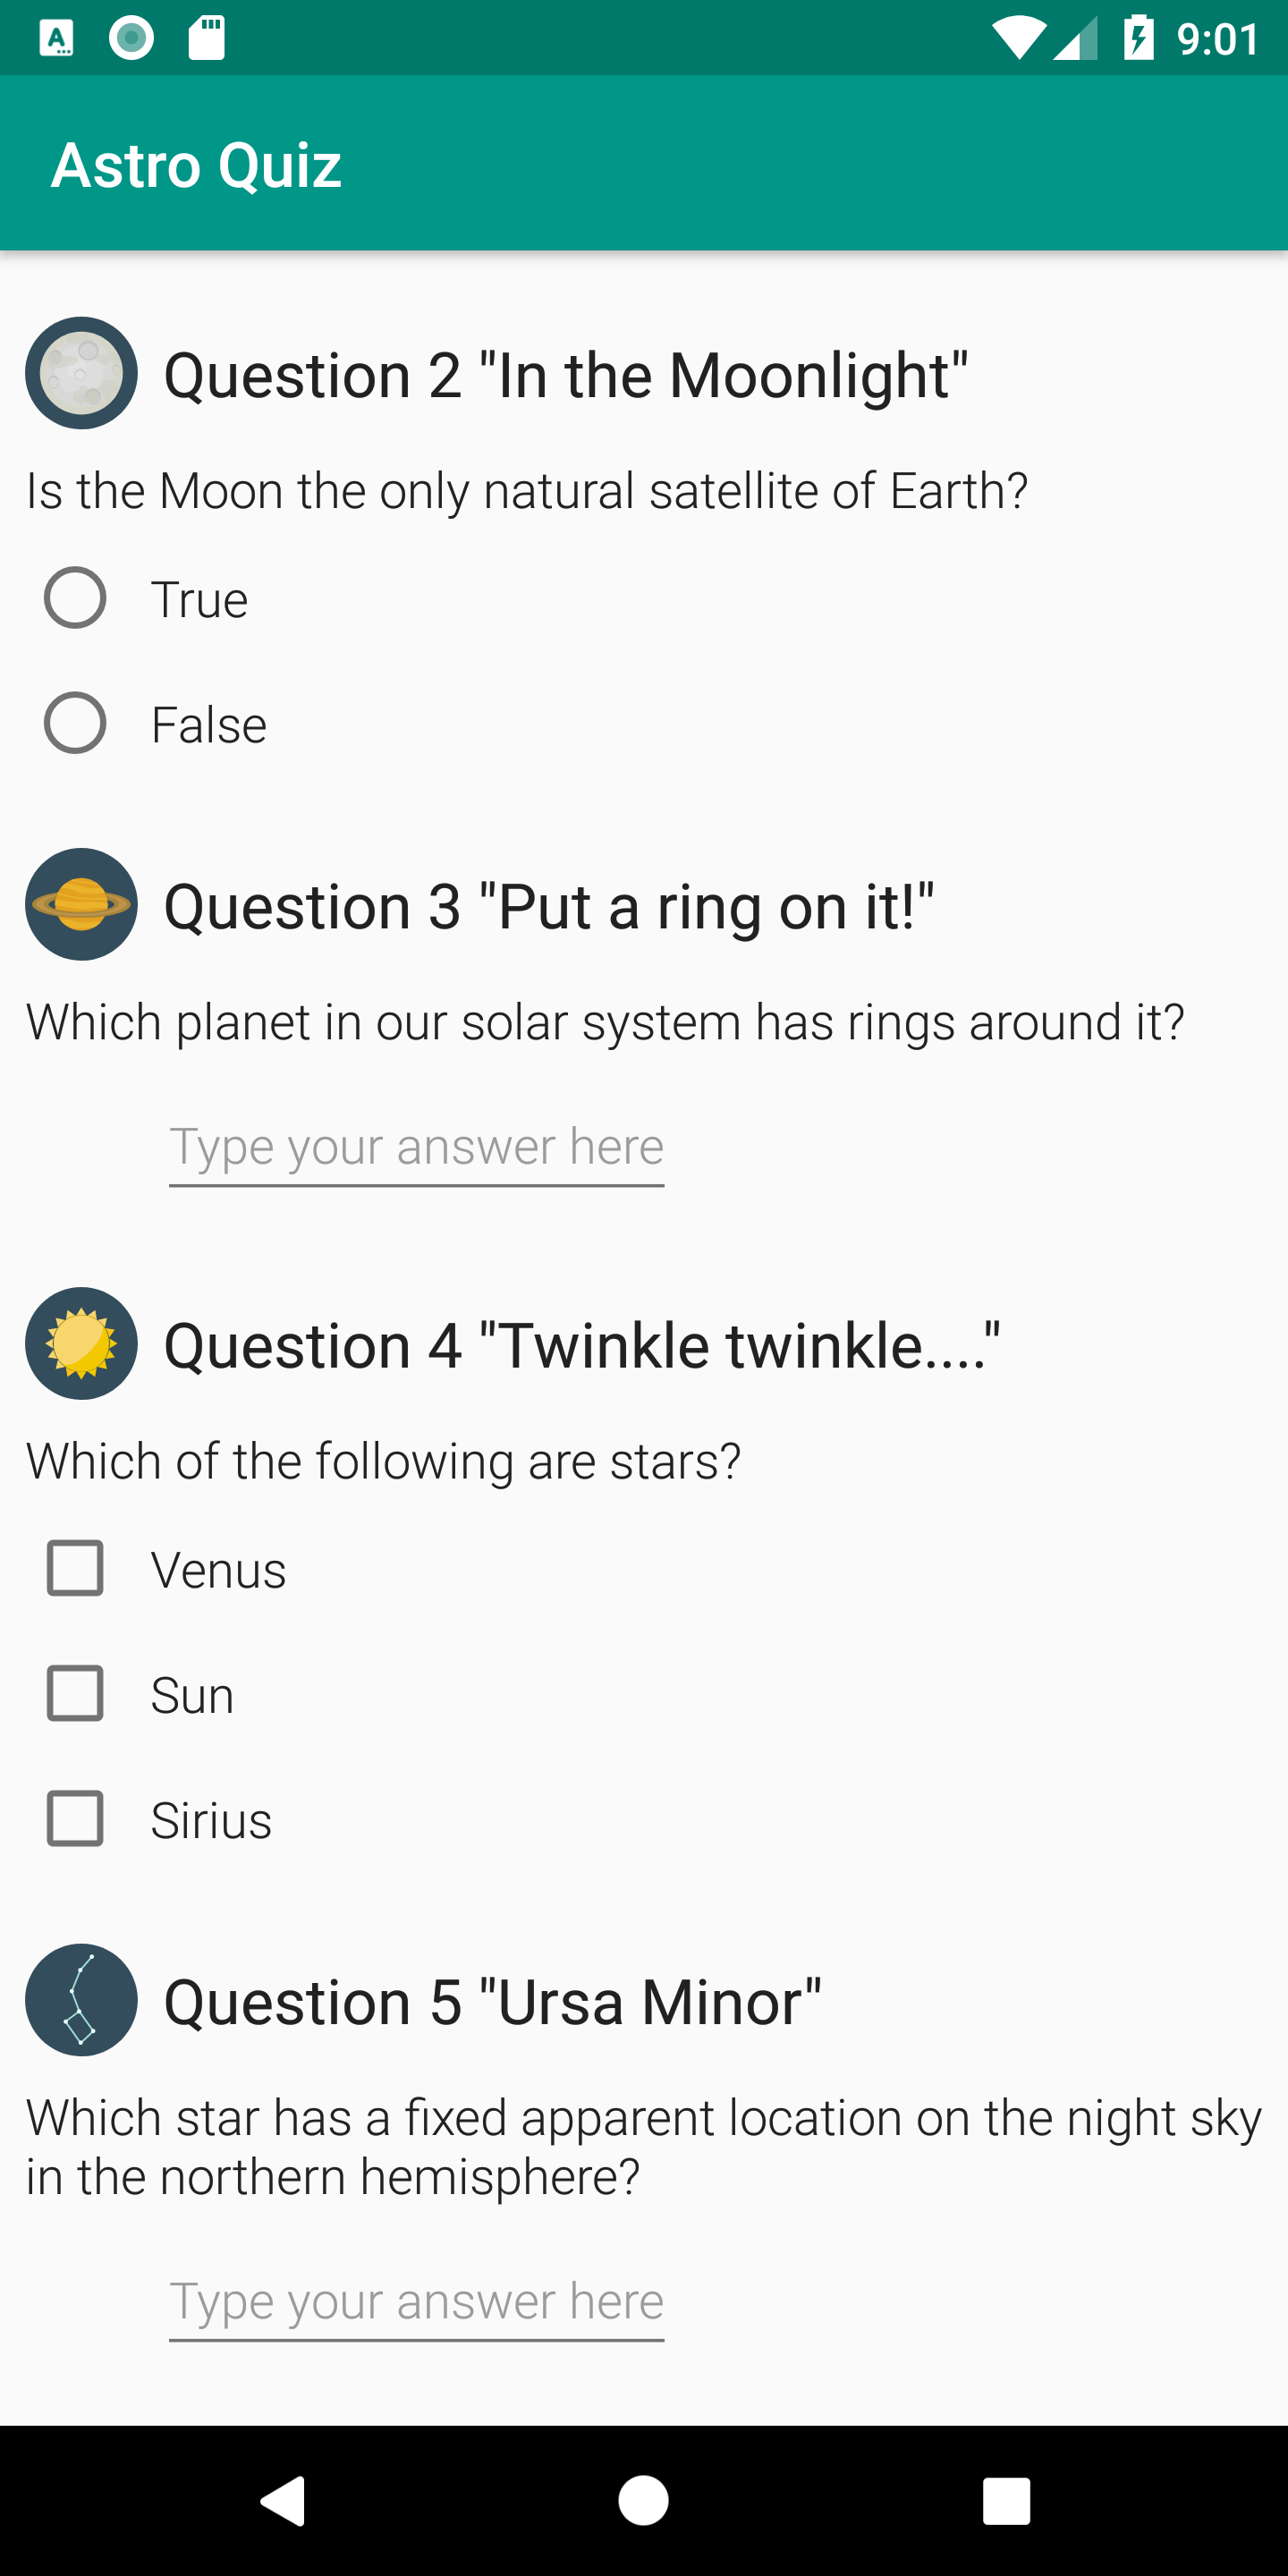 9:01
Astro Quiz
Question 2 "In the Moonlight"
Is the Moon the only natural satellite of Earth?
True
False
Question 3 "Put a ring on it!"
Which planet in our solar system has rings around it?
Type your answer here
Question 4 "Twinkle twinkle...."
Which of the following are stars?
Venus
Sun
Sirius
Question 5 "Ursa Minor"
Which star has a fixed apparent location on the night sky
in the northern hemisphere?
Type your answer here